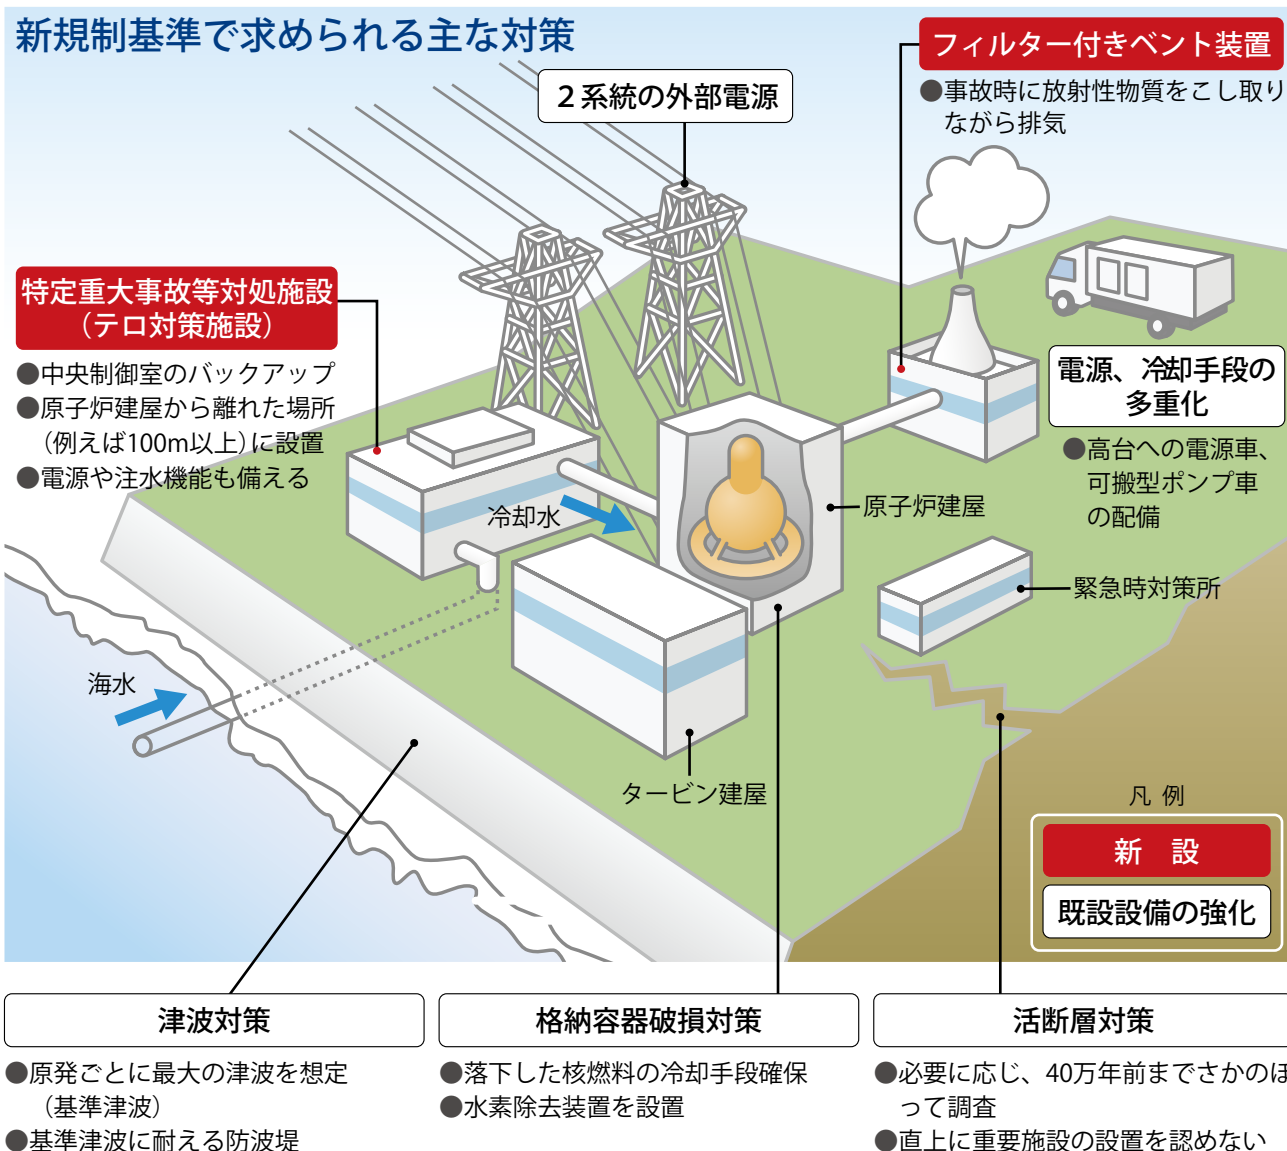 新規制基準で求められる主な対策
フィルター付きベント装置
●事故時に放射性物質をこし取り
ながら排気
2系統の外部電源
特定重大事故等対処施設
(テロ対策施設)
●中央制御室のバックアップ
●原子炉建屋から離れた場所
(例えば100m以上)に設置
●電源や注水機能も備える
電源、冷却手段の
多重化
●高台への電源車、
可搬型ポンプ車
の配備
冷却水
原子炉建屋
緊急時対策所
海水
タービン建屋
凡 例
新 設
既設設備の強化
津波対策
●原発ごとに最大の津波を想定
(基準津波)
●基準津波に耐える防波堤
格納容器破損対策
●落下した核燃料の冷却手段確保
●水素除去装置を設置
活断層対策
●必要に応じ、40万年前までさかのぼ
って調査
●直上に重要施設の設置を認めない